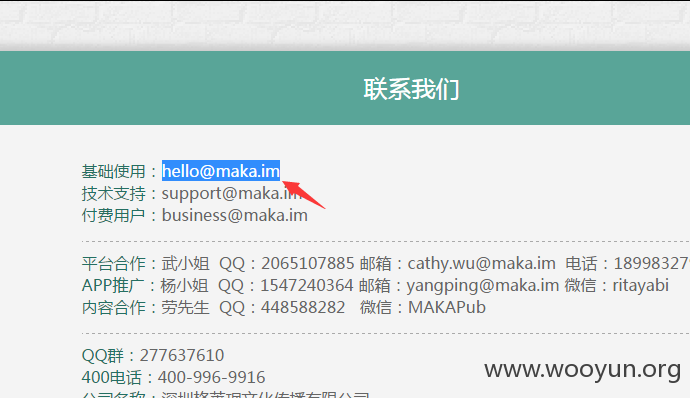 联系我们
基础使用：hello@maka.im
技术支持：support@maka.im
付费用户：business@maka.im
平台合作：武小姐 QQ：2065107885 邮箱：cathy.wu@maka.im 电话：18998327
APP推广：杨小姐 QQ：1547240364 邮箱：yangping@maka.im 微信：ritayabi
内容合作：劳先生 QQ：448588282 微信：MAKAPub
QQ群：277637610
400电话：400-996-9916
www.wooyun.org